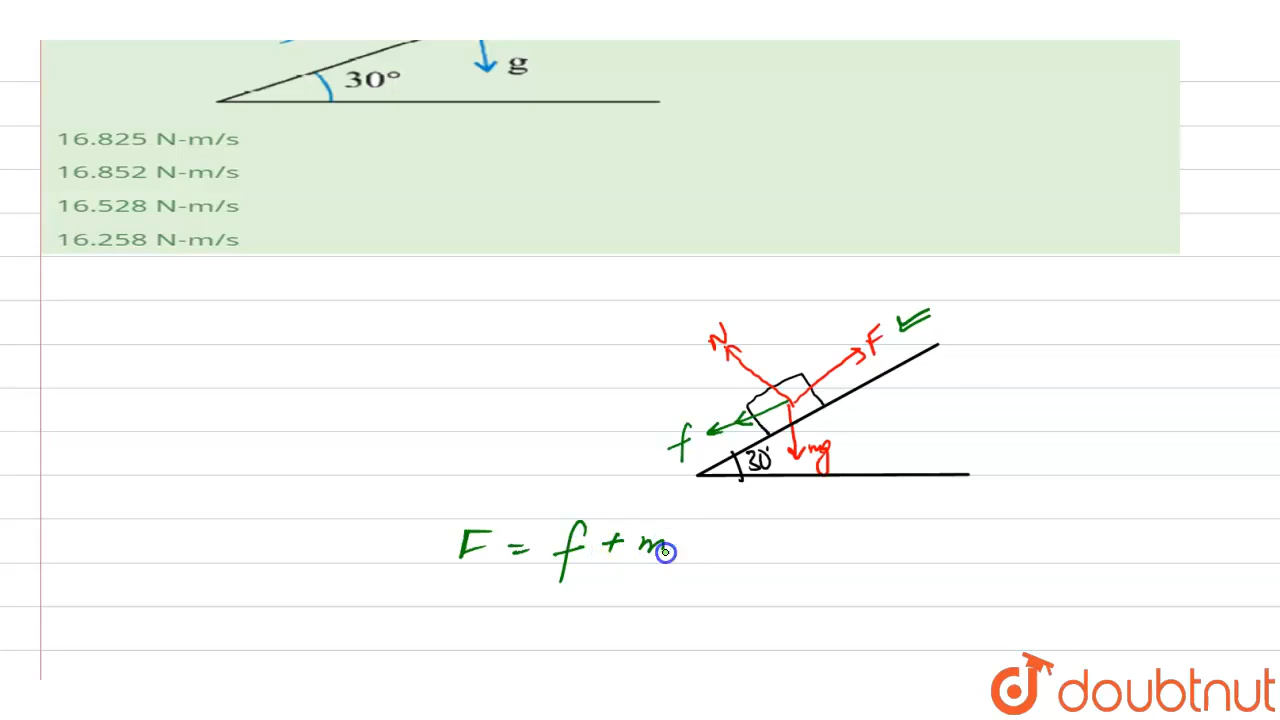 g
30°
16.825 N-m/s
16.852 N-m/s
16.528 N-m/s
16.258 N-m/s
N
F
f
30°
mg
F = f + m
doubtnut